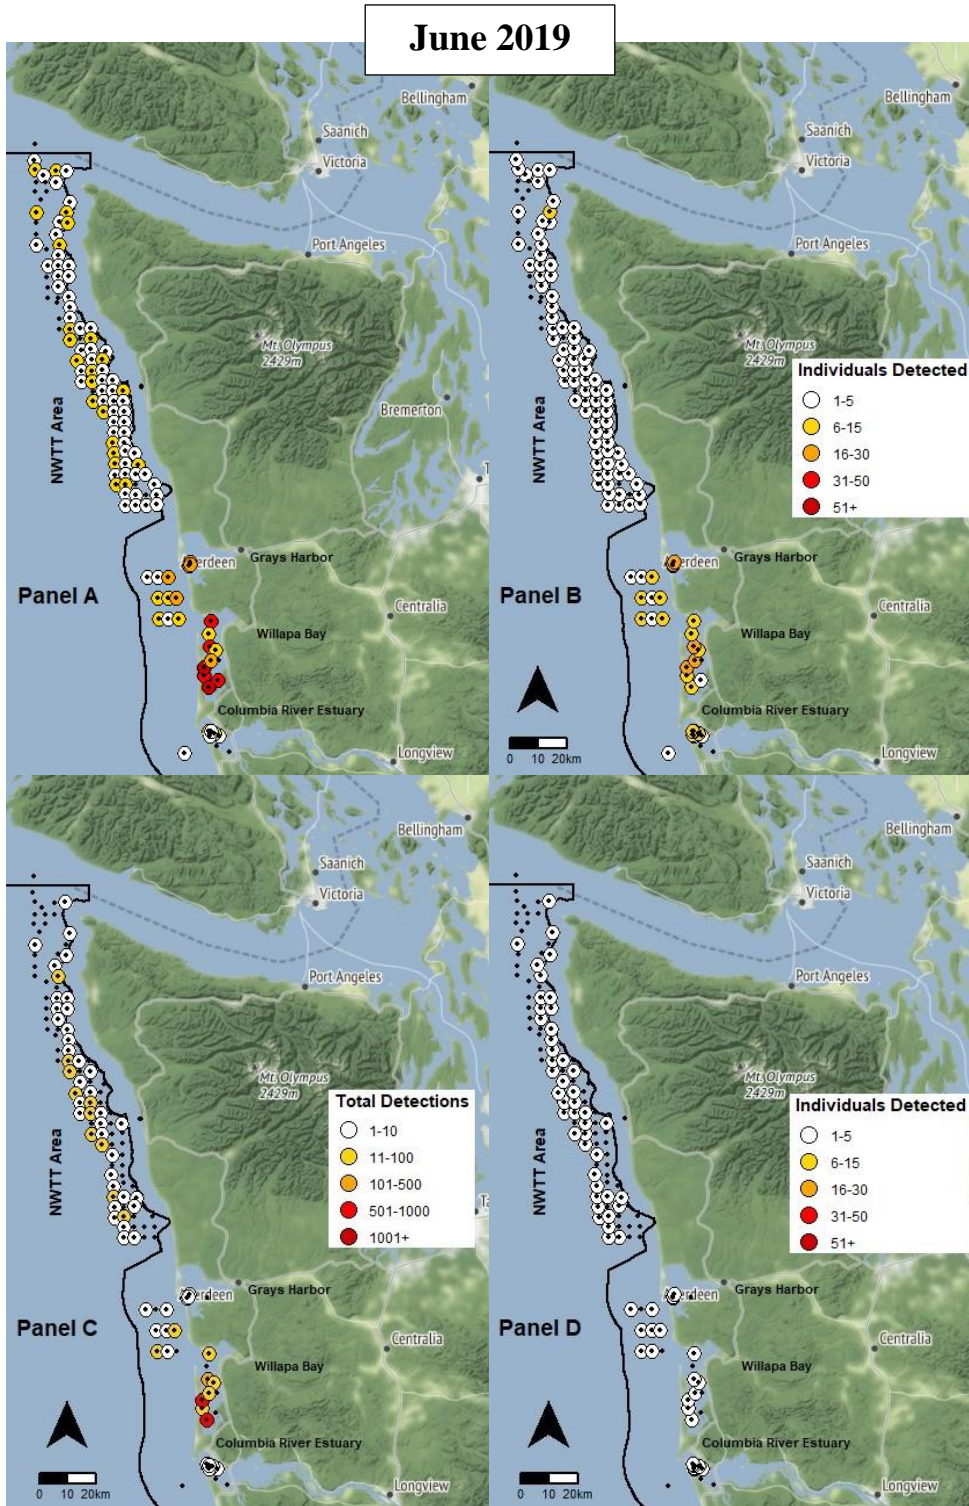 June 2019
Bellingham
Saanich
Victoria
Port Angeles
Mt. Olympus
2429m
Bremerton
NWTT Area
Grays Harbor
erdeen
Panel A
Centralia
Willapa Bay
Columbia River Estuary
Longview
Bellingham
Saanich
Victoria
Port Angeles
Mt. Olympus
2429m
Individuals Detected
1-5
6-15
16-30
31-50
51+
NWTT Area
Grays Harbor
erdeen
Panel B
Centralia
Willapa Bay
Columbia River Estuary
0 10 20km
Longview
Bellingham
Saanich
Victoria
Port Angeles
Mt. Olympus
2429m
Total Detections
1-10
11-100
101-500
501-1000
1001+
NWTT Area
Grays Harbor
A erdeen
Panel C
Centralia
Willapa Bay
Columbia River Estuary
0 10 20km
Longview
Bellingham
Saanich
Victoria
Port Angeles
Mt. Olympus
2429m
Individuals Detected
1-5
6-15
16-30
31-50
51+
NWTT Area
Grays Harbor
A erdeen
Panel D
Centralia
Willapa Bay
Columbia River Estuary
0 10 20km
Longview